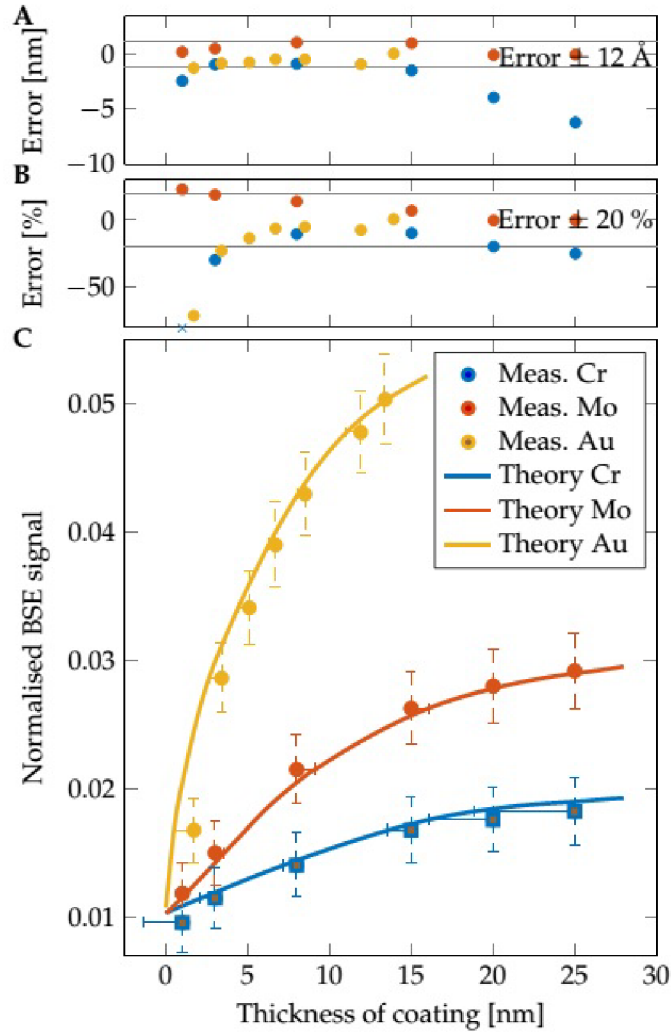 A
0
−5
−10
Error [nm]
Error ± 12 Å
B
0
−50
Error [%]
Error ± 20 %
C
0.05
0.04
0.03
0.02
0.01
Normalised BSE signal
Meas. Cr
Meas. Mo
Meas. Au
Theory Cr
Theory Mo
Theory Au
0 5 10 15 20 25 30
Thickness of coating [nm]